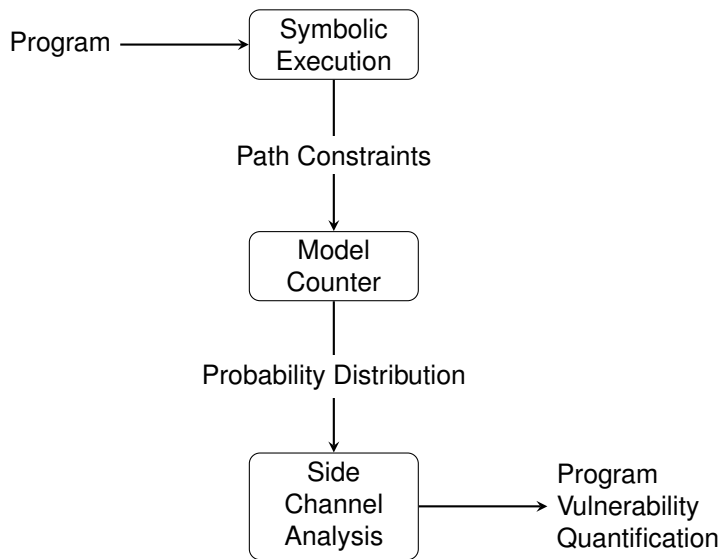 Program
Symbolic
Execution
Path Constraints
Model
Counter
Probability Distribution
Side
Channel
Analysis
Program
Vulnerability
Quantification